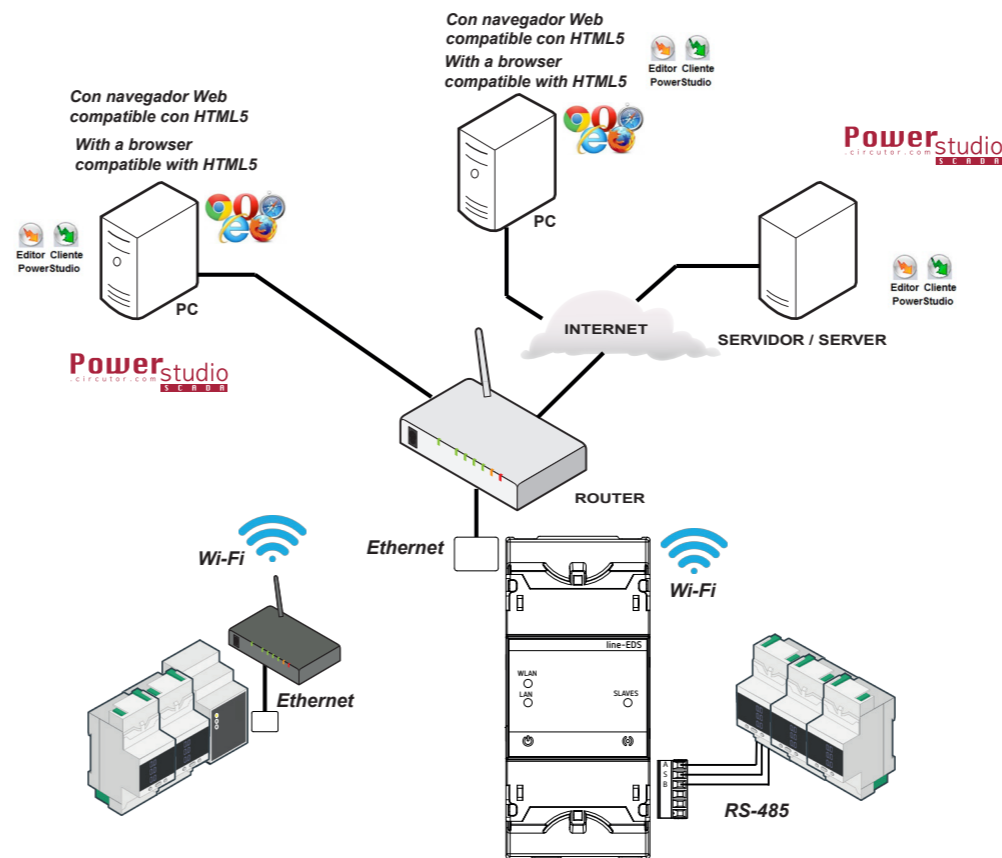 Con navegador Web
compatible con HTML5
With a browser
compatible with HTML5
Editor Cliente
PowerStudio
PC
Con navegador Web
compatible con HTML5
With a browser
compatible with HTML5
Editor Cliente
PowerStudio
PC
Power studio
.circutor.com SCADA
Editor Cliente
PowerStudio
INTERNET
SERVIDOR / SERVER
Power studio
.circutor.com SCADA
ROUTER
Ethernet
Wi-Fi
Wi-Fi
Ethernet
line-EDS
WLAN
LAN
SLAVES
A
S
B
RS-485